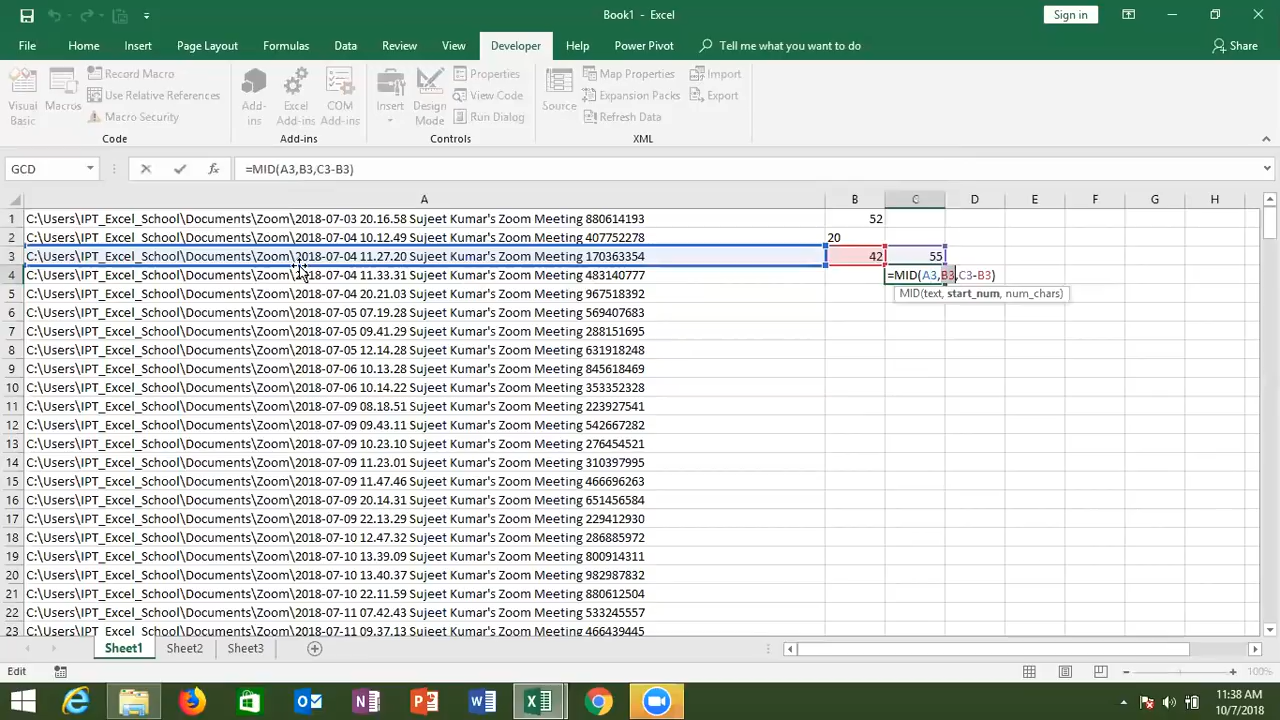 Book1 - Excel
Sign in
File Home Insert Page Layout Formulas Data Review View Developer Help Power Pivot Tell me what you want to do Share
Visual Basic
Macros
Record Macro
Use Relative References
Macro Security
Code
Add-ins
Excel Add-ins
COM Add-ins
Add-ins
Insert
Design Mode
Properties
View Code
Run Dialog
Controls
Source
Map Properties
Expansion Packs
Refresh Data
Import
Export
XML
GCD fx =MID(A3,B3,C3-B3)
A B C D E F G H
1 C:\Users\IPT_Excel_School\Documents\Zoom\2018-07-03 20.16.58 Sujeet Kumar's Zoom Meeting 880614193 52
2 C:\Users\IPT_Excel_School\Documents\Zoom\2018-07-04 10.12.49 Sujeet Kumar's Zoom Meeting 407752278 20
3 C:\Users\IPT_Excel_School\Documents\Zoom\2018-07-04 11.27.20 Sujeet Kumar's Zoom Meeting 170363354 42 55
4 C:\Users\IPT_Excel_School\Documents\Zoom\2018-07-04 11.33.31 Sujeet Kumar's Zoom Meeting 483140777 =MID(A3,B3,C3-B3)
MID(text, start_num, num_chars)
5 C:\Users\IPT_Excel_School\Documents\Zoom\2018-07-04 20.21.03 Sujeet Kumar's Zoom Meeting 967518392
6 C:\Users\IPT_Excel_School\Documents\Zoom\2018-07-05 07.19.28 Sujeet Kumar's Zoom Meeting 569407683
7 C:\Users\IPT_Excel_School\Documents\Zoom\2018-07-05 09.41.29 Sujeet Kumar's Zoom Meeting 288151695
8 C:\Users\IPT_Excel_School\Documents\Zoom\2018-07-05 12.14.28 Sujeet Kumar's Zoom Meeting 631918248
9 C:\Users\IPT_Excel_School\Documents\Zoom\2018-07-06 10.13.28 Sujeet Kumar's Zoom Meeting 845618469
10 C:\Users\IPT_Excel_School\Documents\Zoom\2018-07-06 10.14.22 Sujeet Kumar's Zoom Meeting 353352328
11 C:\Users\IPT_Excel_School\Documents\Zoom\2018-07-09 08.18.51 Sujeet Kumar's Zoom Meeting 223927541
12 C:\Users\IPT_Excel_School\Documents\Zoom\2018-07-09 09.43.11 Sujeet Kumar's Zoom Meeting 542667282
13 C:\Users\IPT_Excel_School\Documents\Zoom\2018-07-09 10.23.10 Sujeet Kumar's Zoom Meeting 276454521
14 C:\Users\IPT_Excel_School\Documents\Zoom\2018-07-09 11.23.01 Sujeet Kumar's Zoom Meeting 310397995
15 C:\Users\IPT_Excel_School\Documents\Zoom\2018-07-09 11.47.46 Sujeet Kumar's Zoom Meeting 466696263
16 C:\Users\IPT_Excel_School\Documents\Zoom\2018-07-09 20.14.31 Sujeet Kumar's Zoom Meeting 651456584
17 C:\Users\IPT_Excel_School\Documents\Zoom\2018-07-09 22.13.29 Sujeet Kumar's Zoom Meeting 229412930
18 C:\Users\IPT_Excel_School\Documents\Zoom\2018-07-10 12.47.32 Sujeet Kumar's Zoom Meeting 286885972
19 C:\Users\IPT_Excel_School\Documents\Zoom\2018-07-10 13.39.09 Sujeet Kumar's Zoom Meeting 800914311
20 C:\Users\IPT_Excel_School\Documents\Zoom\2018-07-10 13.40.37 Sujeet Kumar's Zoom Meeting 982987832
21 C:\Users\IPT_Excel_School\Documents\Zoom\2018-07-10 22.11.59 Sujeet Kumar's Zoom Meeting 880612504
22 C:\Users\IPT_Excel_School\Documents\Zoom\2018-07-11 07.42.43 Sujeet Kumar's Zoom Meeting 533245557
23 C:\Users\IPT_Excel_School\Documents\Zoom\2018-07-11 09.37.13 Sujeet Kumar's Zoom Meeting 466439445
Sheet1 Sheet2 Sheet3
Edit 100%
11:38 AM
10/7/2018